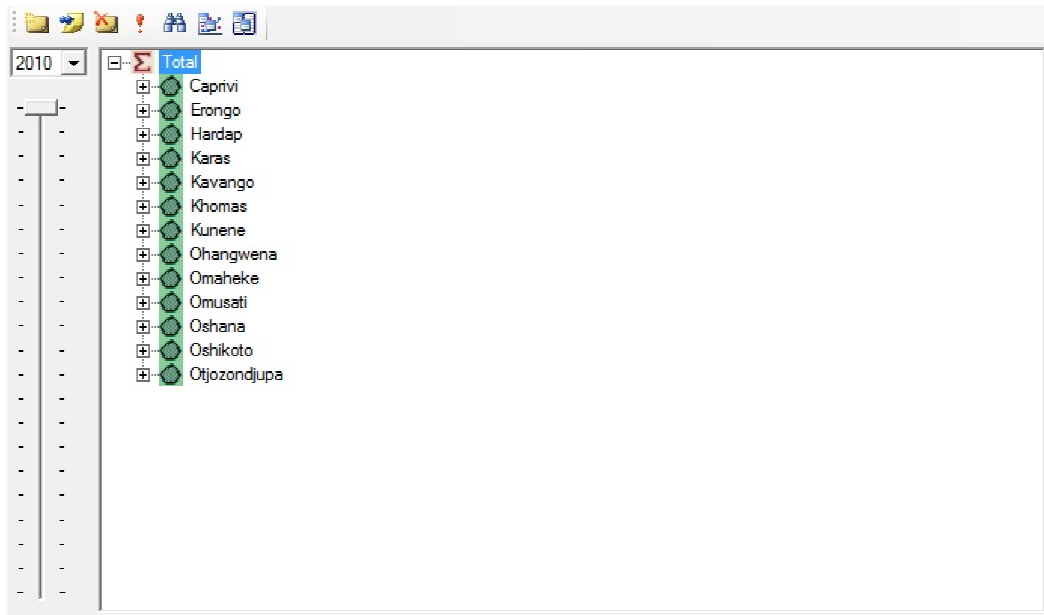 2010
Total
Caprivi
Erongo
Hardap
Karas
Kavango
Khomas
Kunene
Ohangwena
Omaheke
Omusati
Oshana
Oshikoto
Otjozondjupa